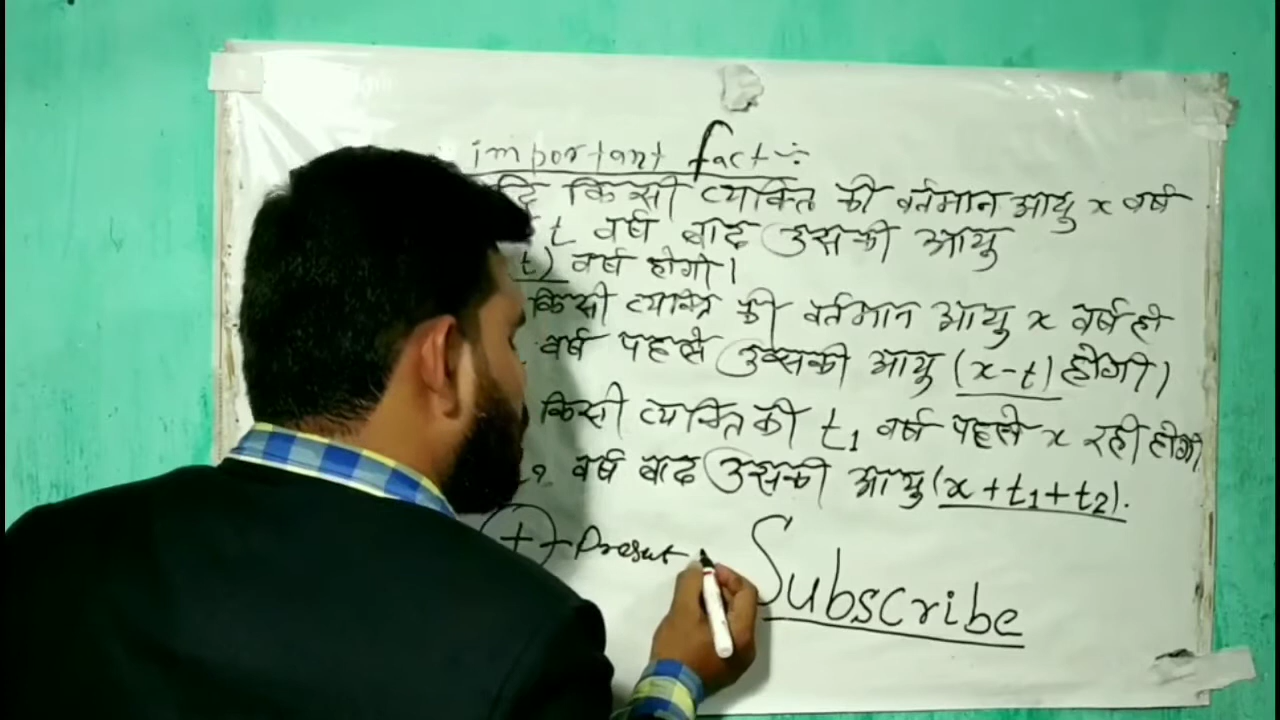 important fact :-
किसी व्यक्ति की वर्तमान आयु x वर्ष
t वर्ष बाद उसकी आयु
t) वर्ष होगी।
किसी व्यक्ति की वर्तमान आयु x वर्ष हो
वर्ष पहले उसकी आयु (x-t) होगी।
किसी व्यक्ति की t₁ वर्ष पहले x रही होगी
वर्ष बाद उसकी आयु (x+t₁+t₂).
+ - Present
Subscribe